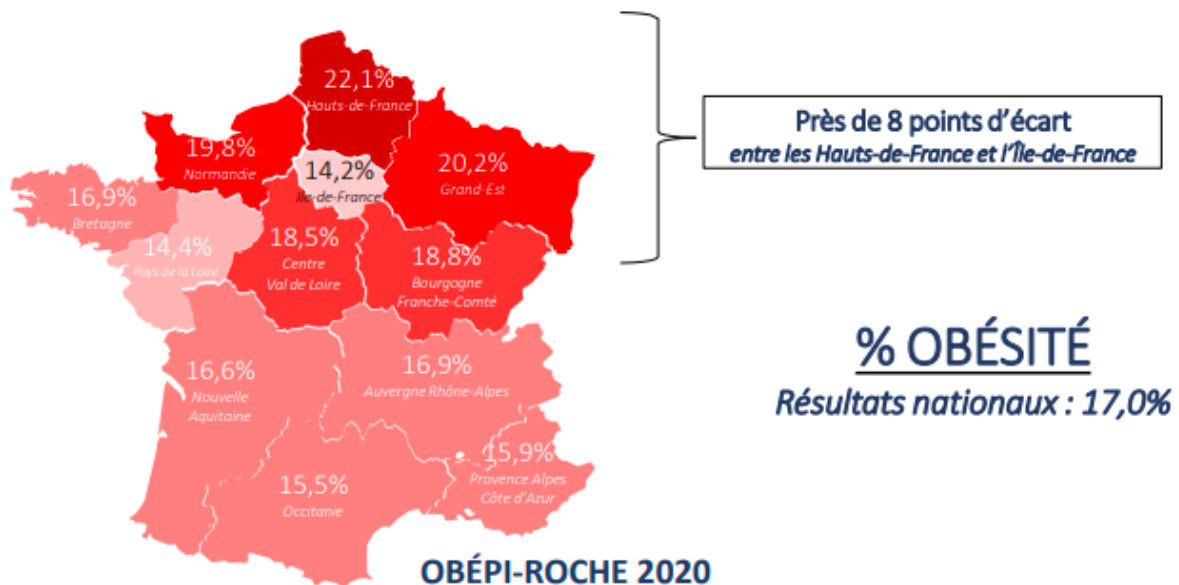 22,1%
Hauts-de-France
Près de 8 points d’écart
entre les Hauts-de-France et l’Île-de-France
19,8%
Normandie
14,2%
Ile-de-France
20,2%
Grand-Est
16,9%
Bretagne
14,4%
Pays de la Loire
18,5%
Centre
Val de Loire
18,8%
Bourgogne
Franche-Comté
% OBÉSITÉ
Résultats nationaux : 17,0%
16,6%
Nouvelle
Aquitaine
16,9%
Auvergne Rhône-Alpes
15,9%
Provence Alpes
Côte d’Azur
15,5%
Occitanie
OBÉPI-ROCHE 2020